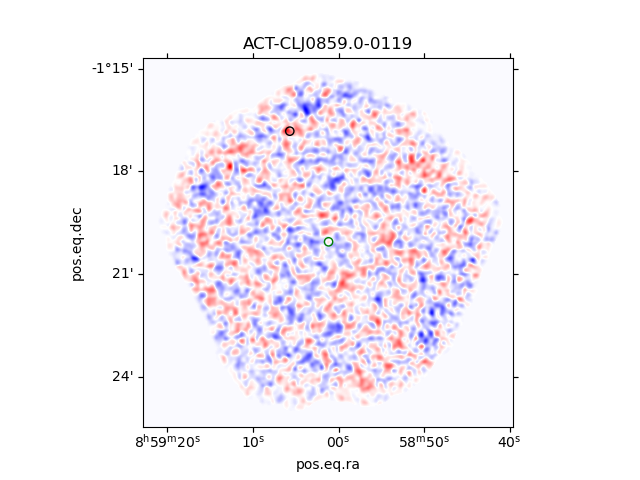 ACT-CLJ0859.0-0119
-1°15'
18'
21'
24'
pos.eq.dec
8ʰ59ᵐ20ˢ 10ˢ 00ˢ 58ᵐ50ˢ 40ˢ
pos.eq.ra